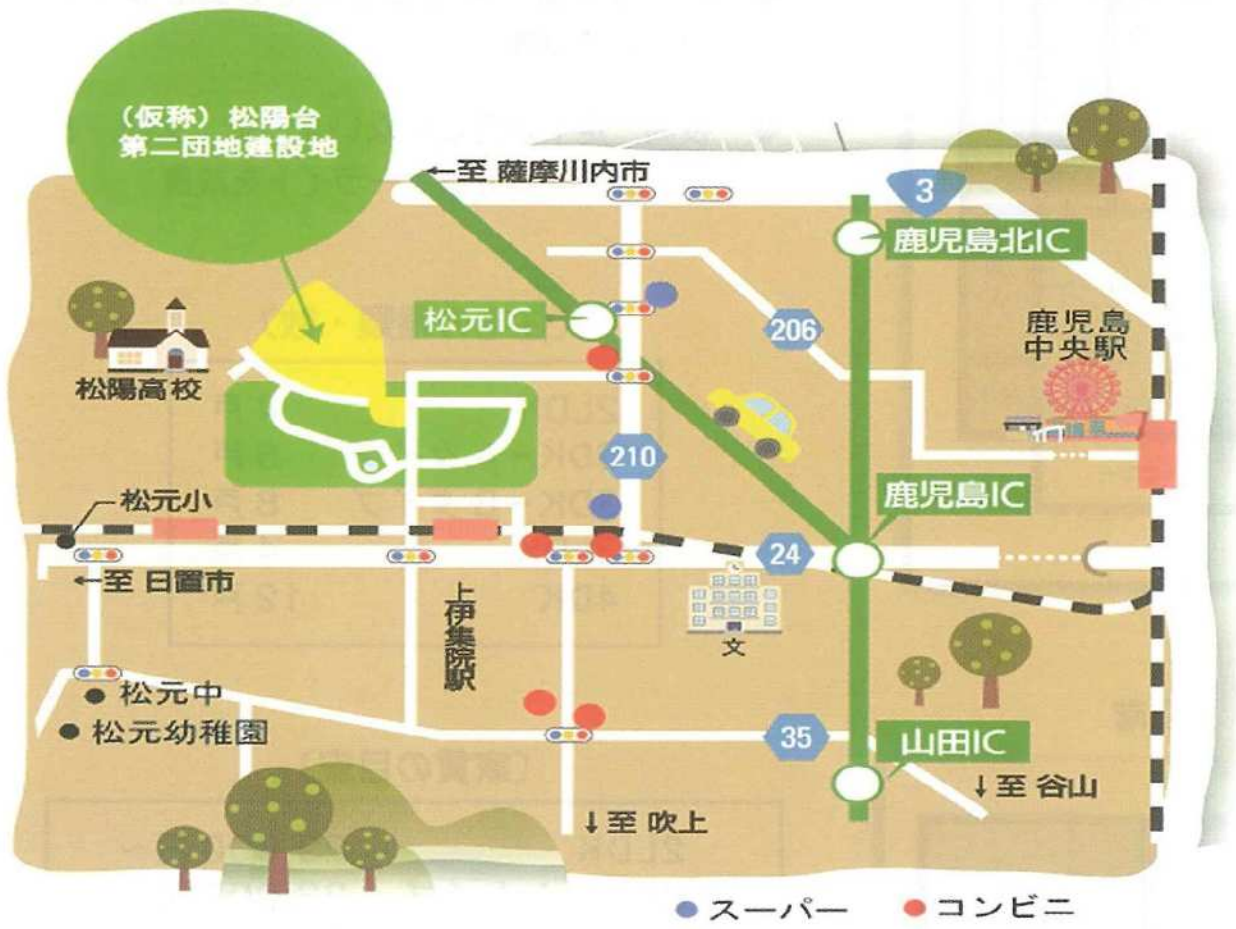 (仮称) 松陽台
第二団地建設地
←至 薩摩川内市
3
鹿児島北IC
松元IC
206
鹿児島
中央駅
松陽高校
210
鹿児島IC
松元小
24
←至 日置市
上伊集院駅
文
松元中
松元幼稚園
35
山田IC
↓至 谷山
↓至 吹上
スーパー
コンビニ